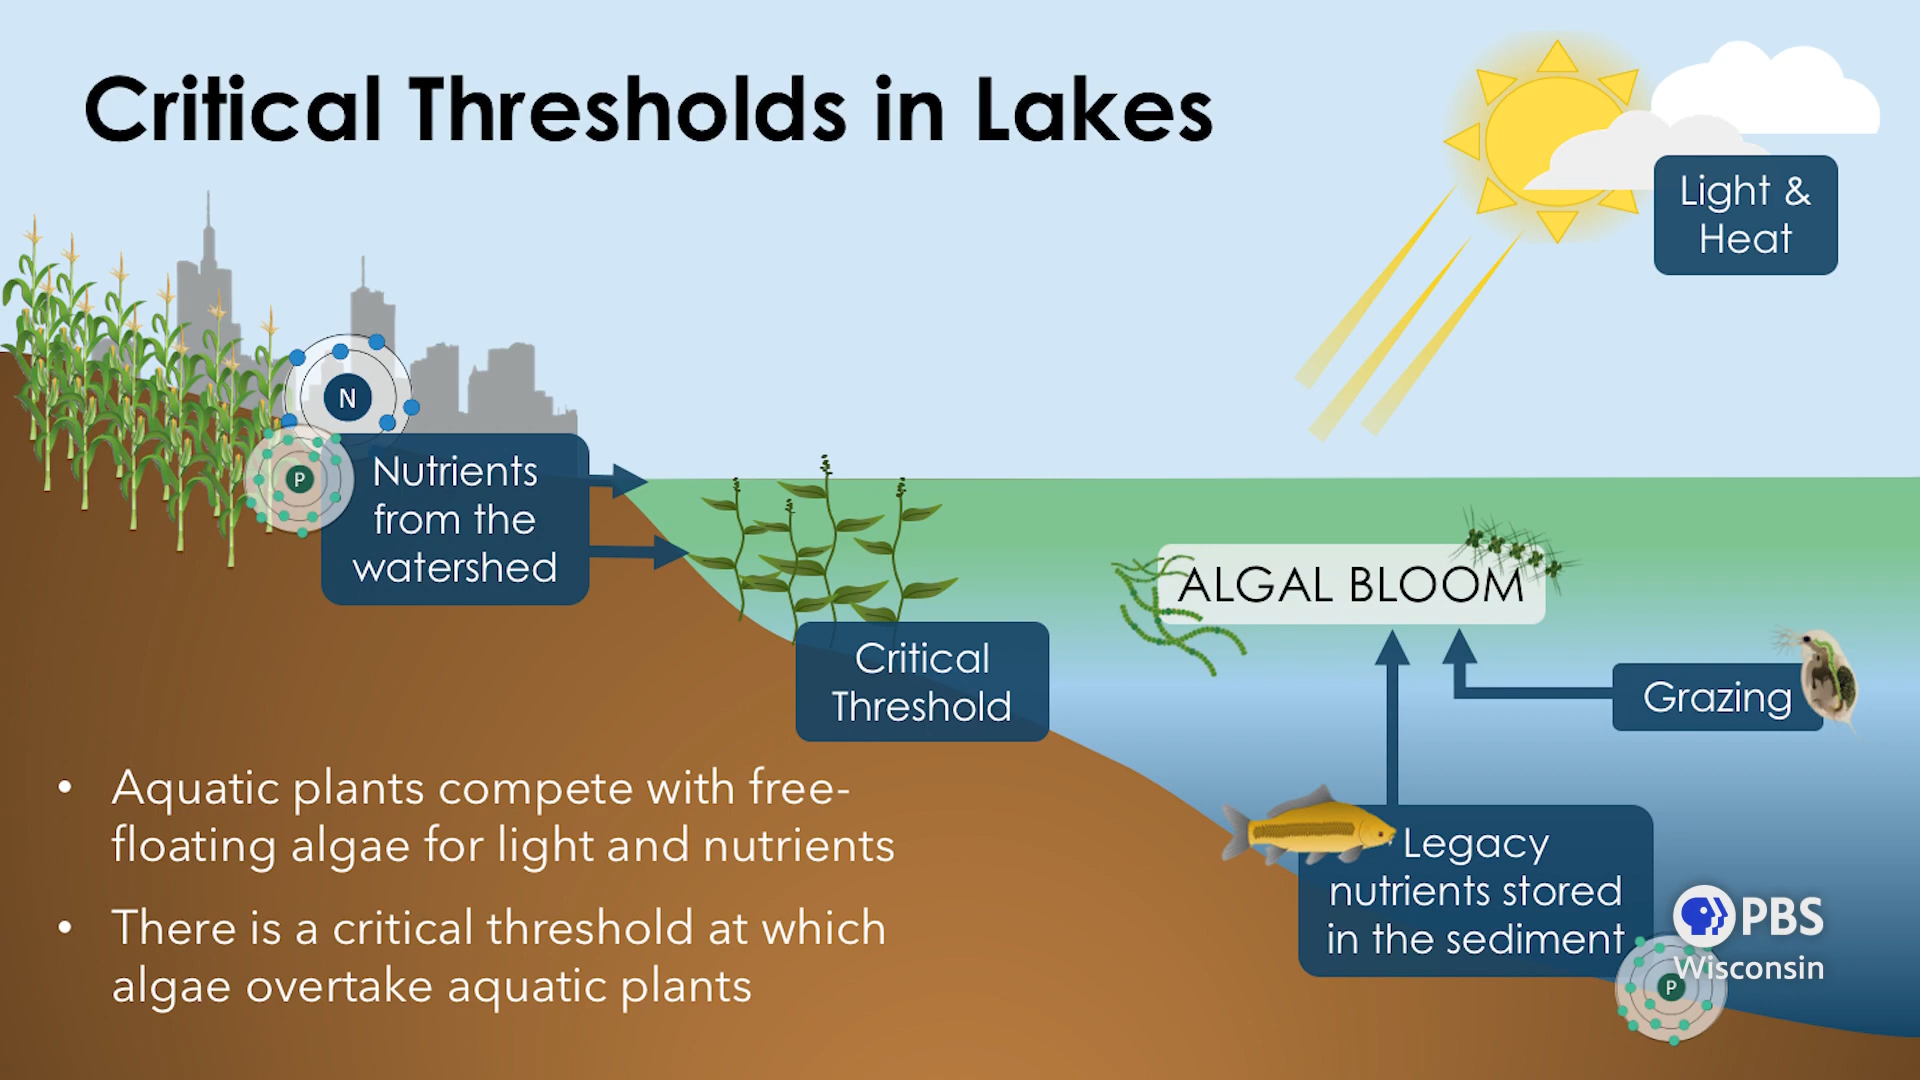 Critical Thresholds in Lakes
Light &
Heat
N
P
Nutrients
from the
watershed
ALGAL BLOOM
Critical
Threshold
Grazing
• Aquatic plants compete with free-
floating algae for light and nutrients
• There is a critical threshold at which
algae overtake aquatic plants
Legacy
nutrients stored
in the sediment
P
PBS
Wisconsin